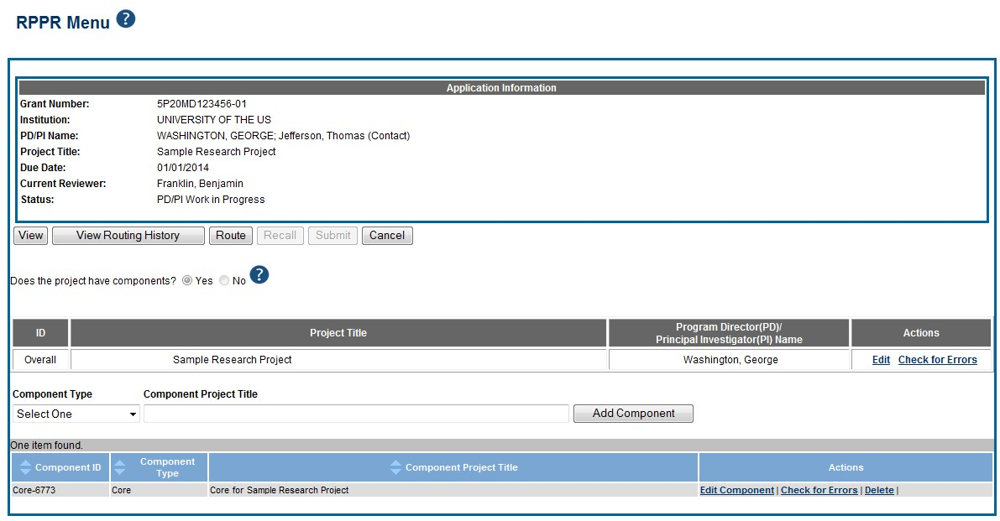 RPPR Menu ?
Application Information
Grant Number: 5P20MD123456-01
Institution: UNIVERSITY OF THE US
PD/PI Name: WASHINGTON, GEORGE; Jefferson, Thomas (Contact)
Project Title: Sample Research Project
Due Date: 01/01/2014
Current Reviewer: Franklin, Benjamin
Status: PD/PI Work in Progress
View View Routing History Route Recall Submit Cancel
Does the project have components? Yes No ?
ID Project Title Program Director(PD)/
Principal Investigator(PI) Name Actions
Overall Sample Research Project Washington, George Edit Check for Errors
Component Type Component Project Title
Select One Add Component
One item found.
Component ID Component
Type Component Project Title Actions
Core-6773 Core Core for Sample Research Project Edit Component | Check for Errors | Delete |